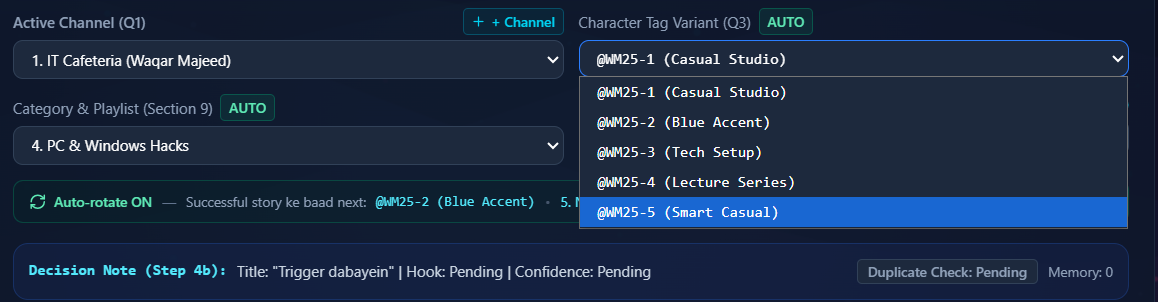 Active Channel (Q1)
+ + Channel
Character Tag Variant (Q3) AUTO
1. IT Cafeteria (Waqar Majeed)
@WM25-1 (Casual Studio)
@WM25-1 (Casual Studio)
@WM25-2 (Blue Accent)
@WM25-3 (Tech Setup)
@WM25-4 (Lecture Series)
@WM25-5 (Smart Casual)
Category & Playlist (Section 9) AUTO
4. PC & Windows Hacks
Auto-rotate ON — Successful story ke baad next: @WM25-2 (Blue Accent) • 5.
Decision Note (Step 4b): Title: "Trigger dabayein" | Hook: Pending | Confidence: Pending
Duplicate Check: Pending Memory: 0